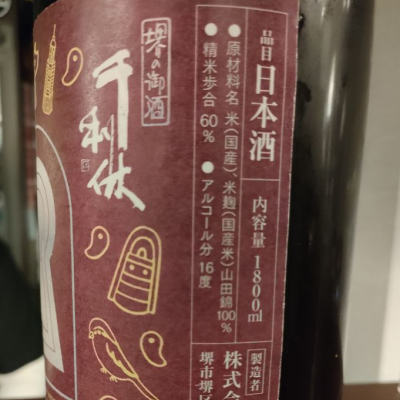 品目 日本酒
内容量 1800ml
●原材料名 米(国産)、米麹(国産米)山田錦100%
●精米歩合 60% ●アルコール分 16度
製造者 株式会
堺市堺区
堺の御酒
千利休